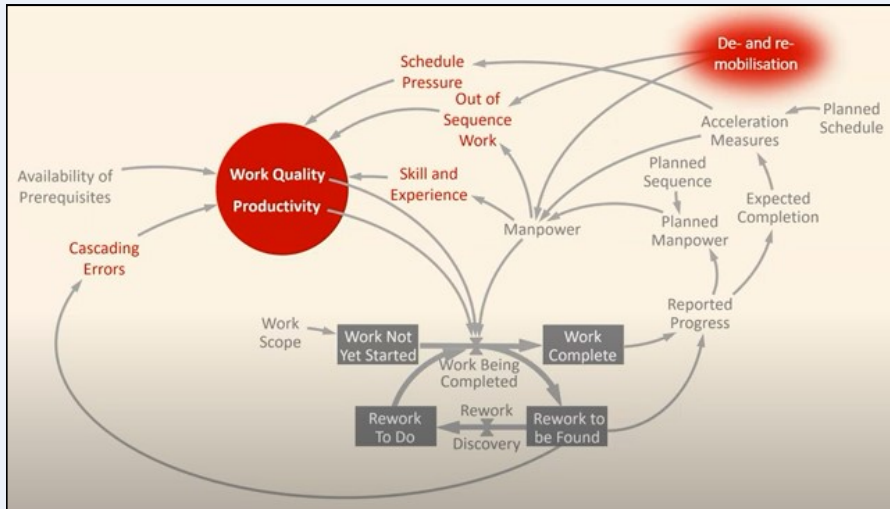 De- and re-
mobilisation
Schedule
Pressure
Out of
Sequence
Work
Acceleration
Measures
Planned
Schedule
Availability of
Prerequisites
Work Quality
Productivity
Skill and
Experience
Planned
Sequence
Expected
Completion
Manpower
Planned
Manpower
Cascading
Errors
Reported
Progress
Work
Scope
Work Not
Yet Started
Work Being
Completed
Work
Complete
Rework
To Do
Rework
Discovery
Rework to
be Found